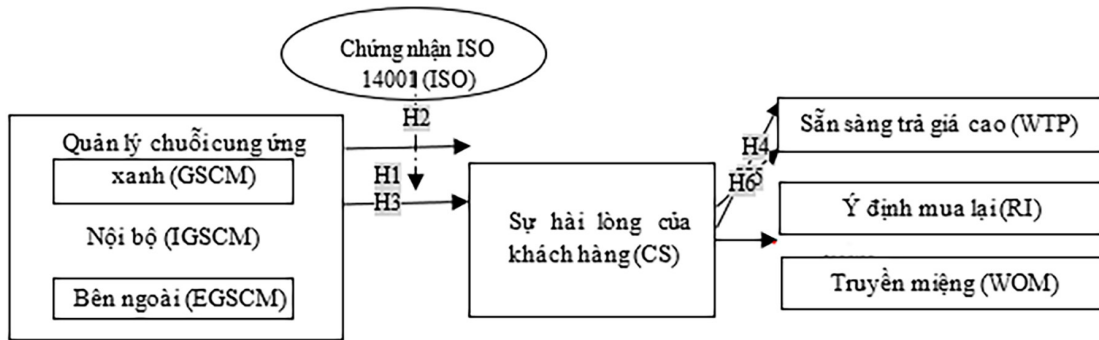 Chứng nhận ISO
14001 (ISO)
H2
Quản lý chuỗi cung ứng
xanh (GSCM)
Nội bộ (IGSCM)
Bên ngoài (EGSCM)
H1
H3
Sự hài lòng của
khách hàng (CS)
H4
H6
Sẵn sàng trả giá cao (WTP)
Ý định mua lại (RI)
Truyền miệng (WOM)